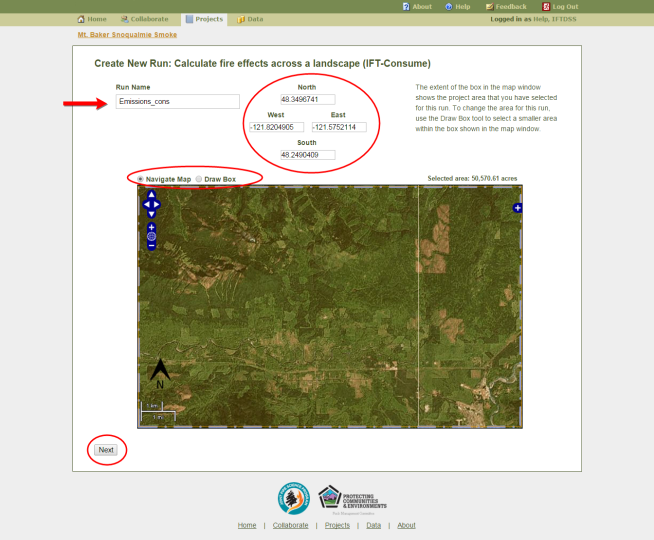 About Help Feedback Log Out
Home Collaborate Projects Data Logged in as Help, IFTDSS
Mt. Baker Snoqualmie Smoke
Create New Run: Calculate fire effects across a landscape (IFT-Consume)
Run Name
Emissions_cons
North
48.3496741
West East
-121.8204905 -121.5752114
South
48.2490409
The extent of the box in the map window
shows the project area that you have selected
for this run. To change the area for this run,
use the Draw Box tool to select a smaller area
within the box shown in the map window.
Navigate Map Draw Box Selected area: 50,570.61 acres
N
Next
PROTECTING
COMMUNITIES
& ENVIRONMENTS
Home | Collaborate | Projects | Data | About